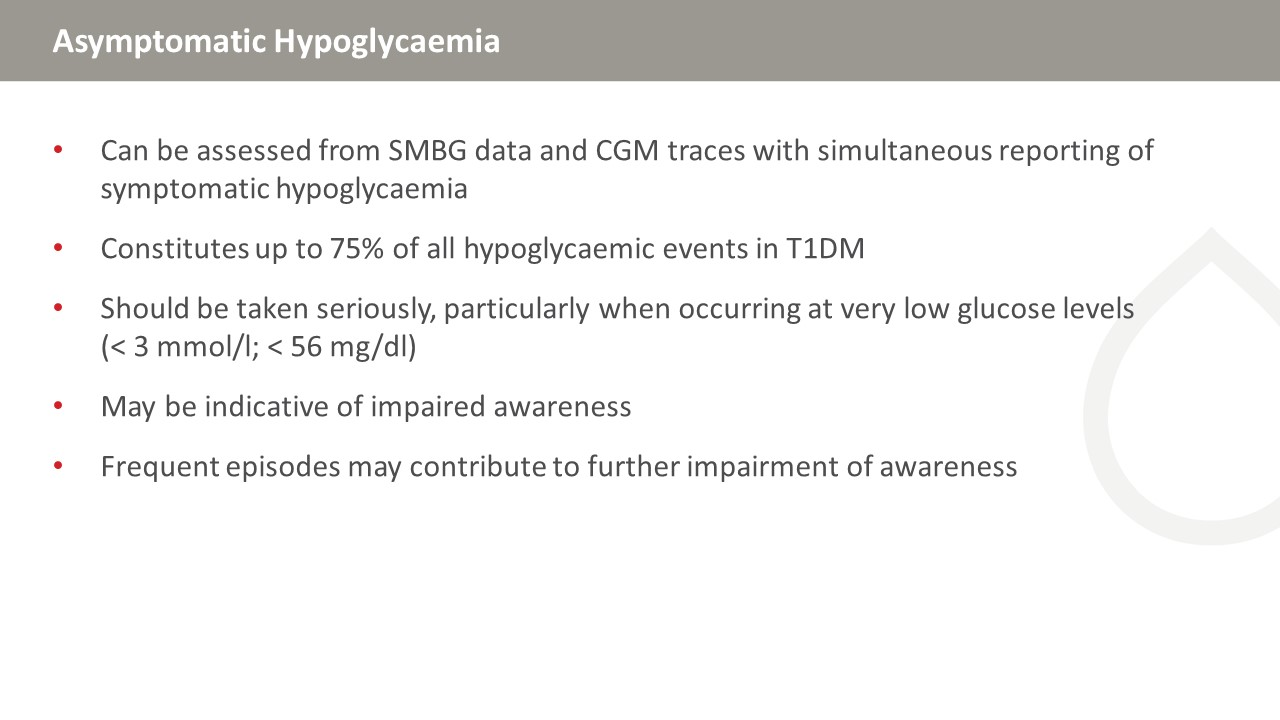 Asymptomatic Hypoglycaemia
• Can be assessed from SMBG data and CGM traces with simultaneous reporting of
symptomatic hypoglycaemia
• Constitutes up to 75% of all hypoglycaemic events in T1DM
• Should be taken seriously, particularly when occurring at very low glucose levels
(< 3 mmol/l; < 56 mg/dl)
• May be indicative of impaired awareness
• Frequent episodes may contribute to further impairment of awareness